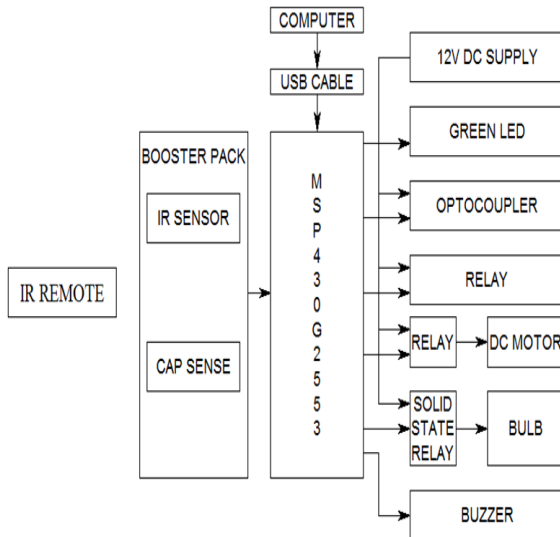 COMPUTER
USB CABLE
12V DC SUPPLY
GREEN LED
BOOSTER PACK
IR SENSOR
CAP SENSE
IR REMOTE
M
S
P
4
3
0
G
2
5
5
3
OPTOCOUPLER
RELAY
RELAY
DC MOTOR
SOLID
STATE
RELAY
BULB
BUZZER